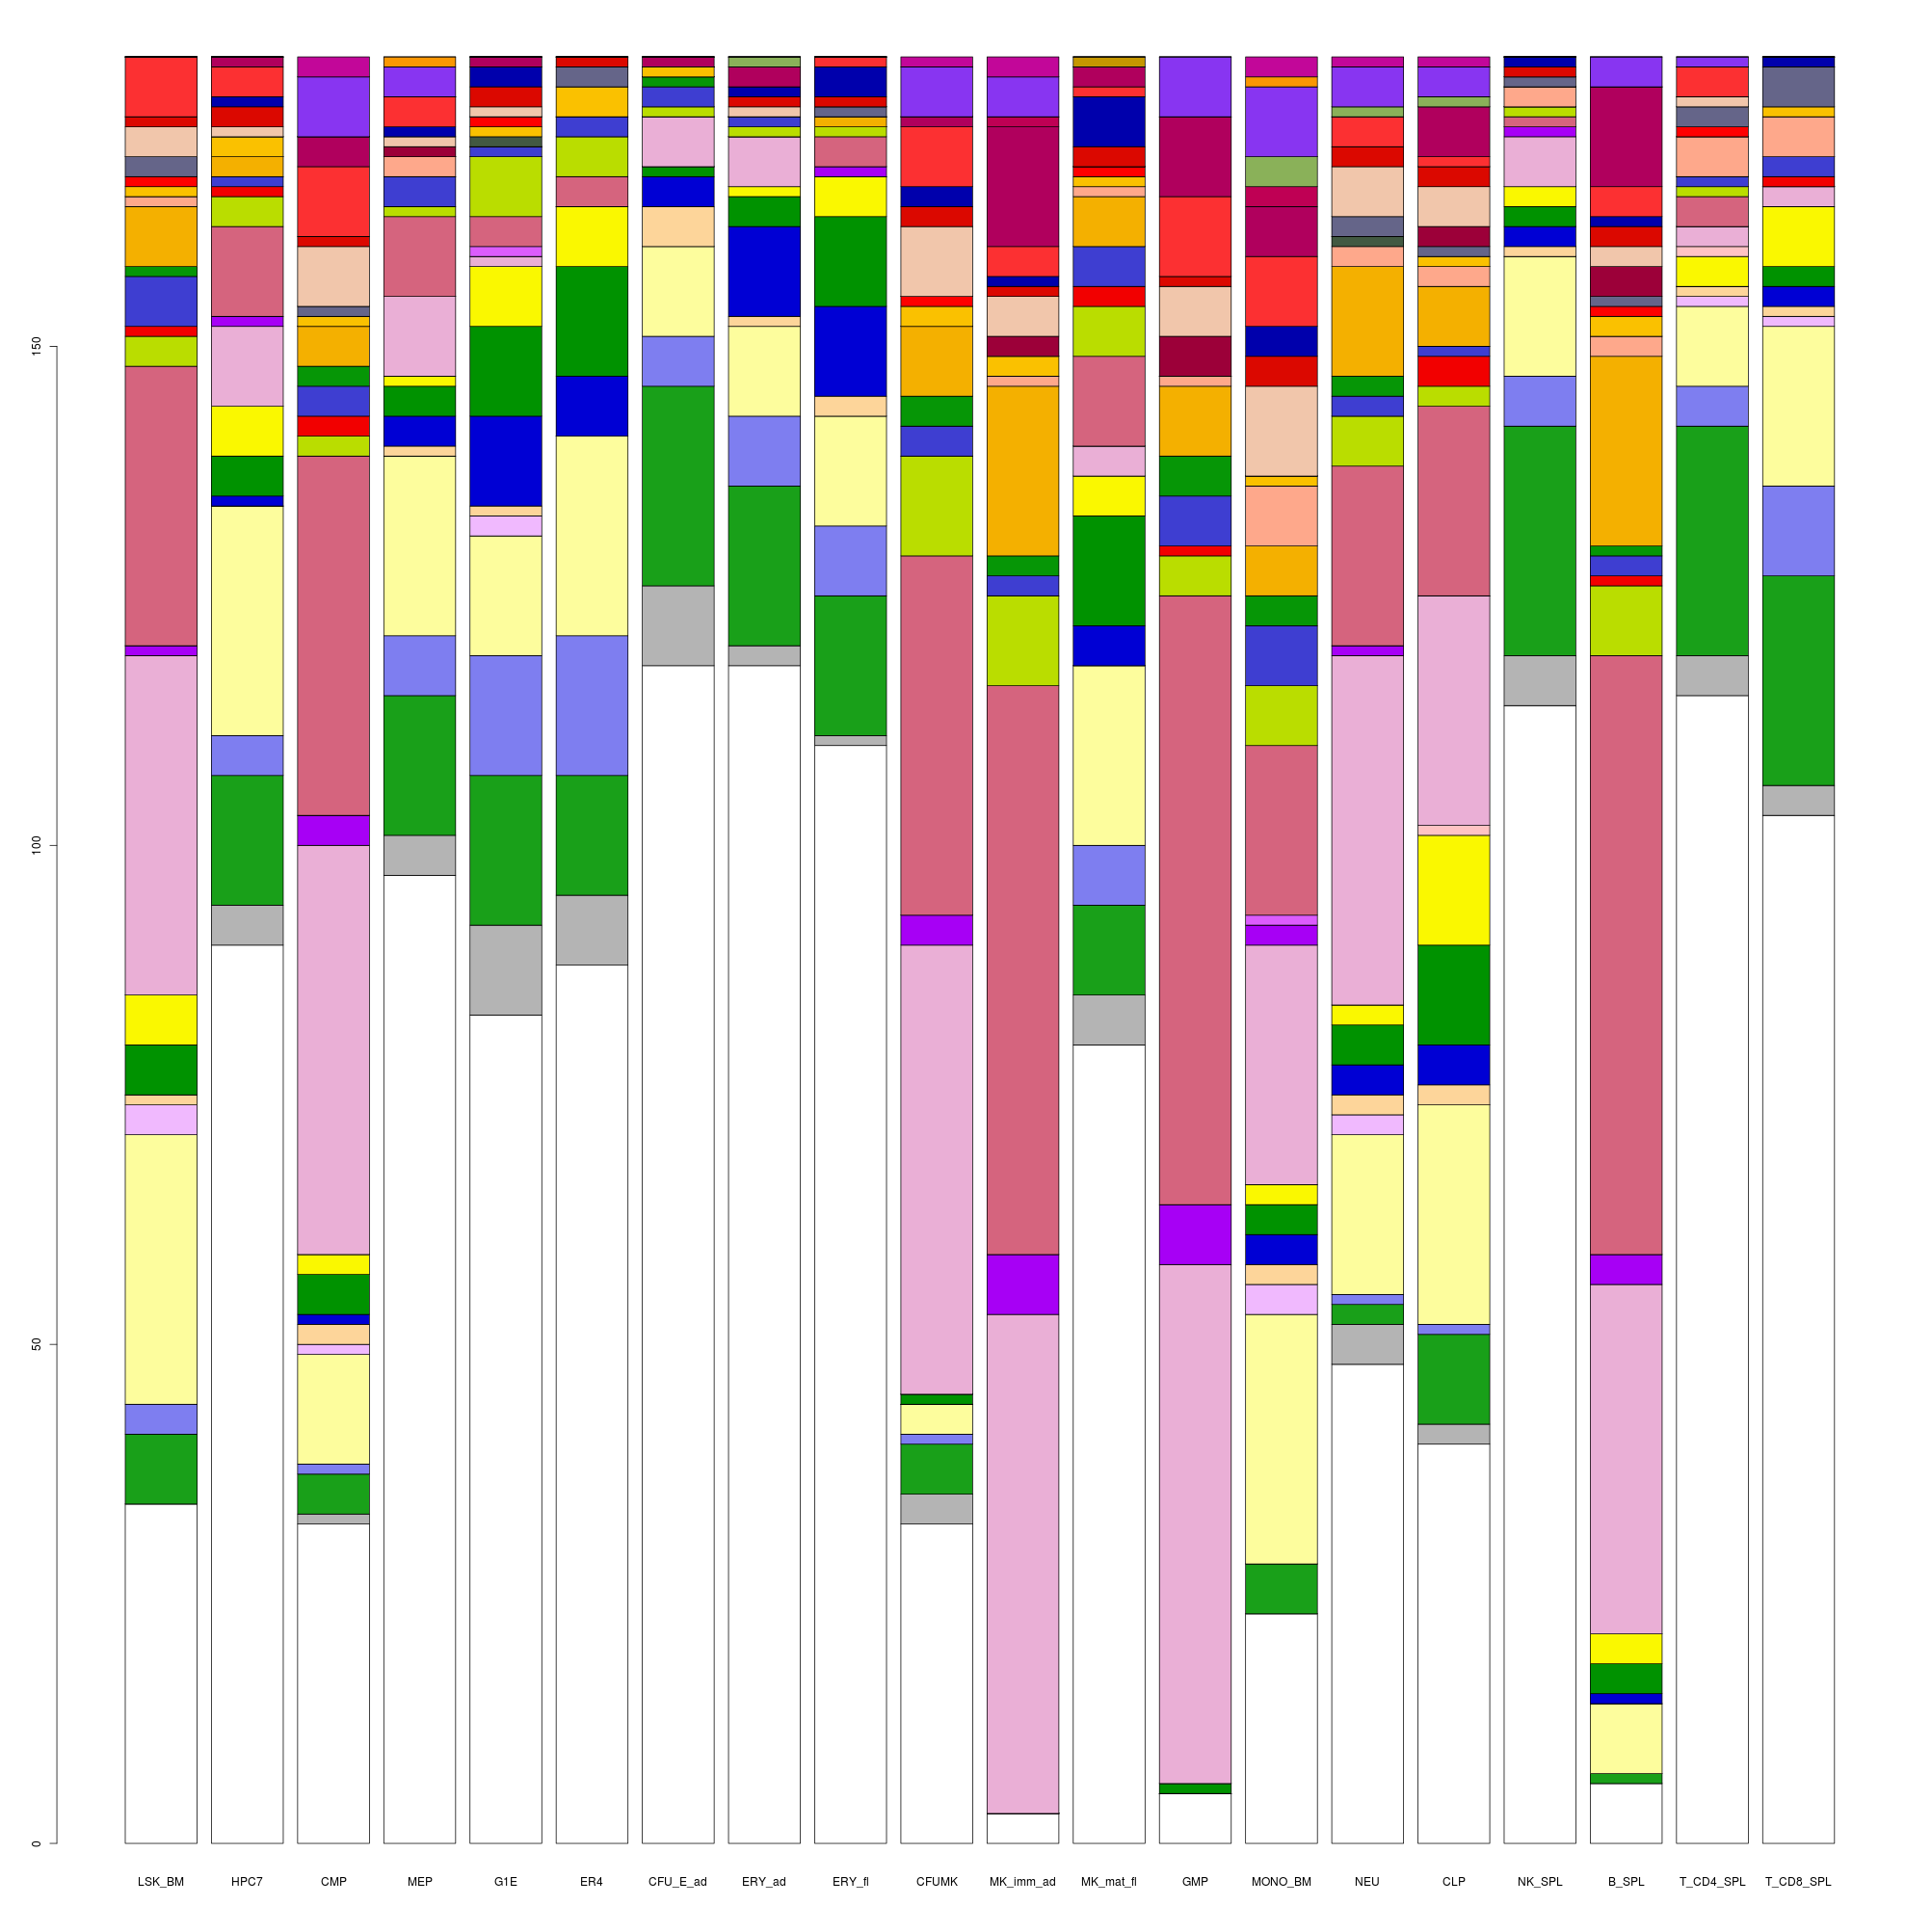 150
100
50
0
LSK_BM HPC7 CMP MEP G1E ER4 CFU_E_ad ERY_ad ERY_fl CFUMK MK_imm_ad MK_mat_fl GMP MONO_BM NEU CLP NK_SPL B_SPL T_CD4_SPL T_CD8_SPL